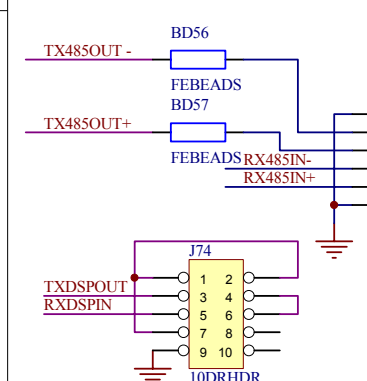 BD56
TX485OUT -
FEBEADS
BD57
TX485OUT+
FEBEADS
RX485IN-
RX485IN+
J74
1 2
TXDSPOUT
3 4
RXDSPIN
5 6
7 8
9 10
10DRHDR